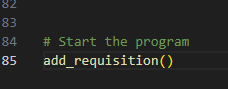 82
83
84 # Start the program
85 add_requisition()